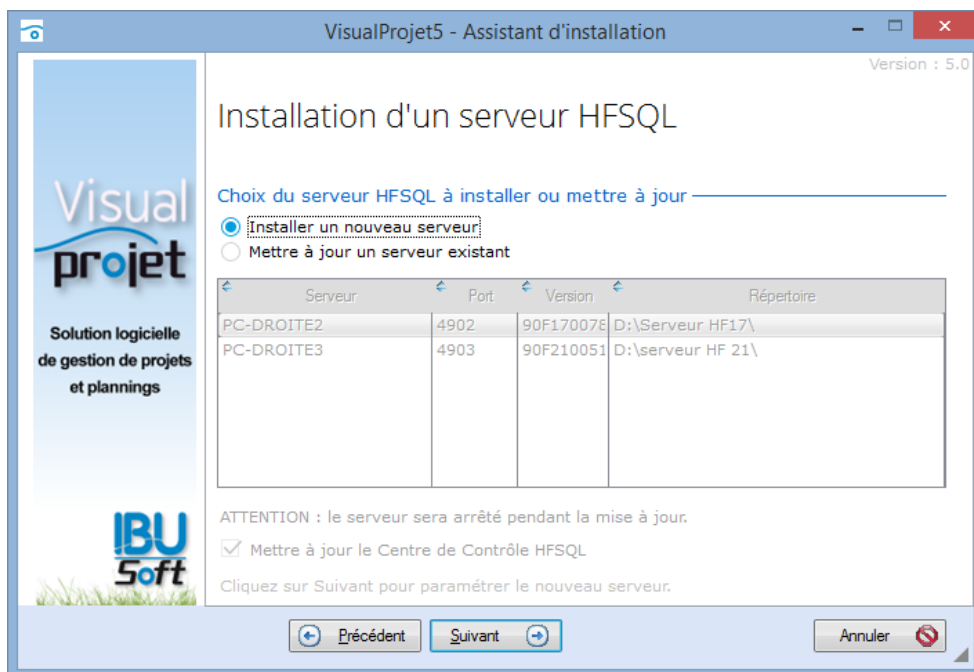 VisualProjet5 - Assistant d'installation
Version : 5.0
Installation d'un serveur HFSQL
Choix du serveur HFSQL à installer ou mettre à jour
Installer un nouveau serveur
Mettre à jour un serveur existant
Serveur Port Version Répertoire
PC-DROITE2 4902 90F170078 D:\Serveur HF17\
PC-DROITE3 4903 90F210051 D:\serveur HF 21\
ATTENTION : le serveur sera arrêté pendant la mise à jour.
Mettre à jour le Centre de Contrôle HFSQL
Cliquez sur Suivant pour paramétrer le nouveau serveur.
Visual
projet
Solution logicielle
de gestion de projets
et plannings
IBU
Soft
Précédent Suivant Annuler